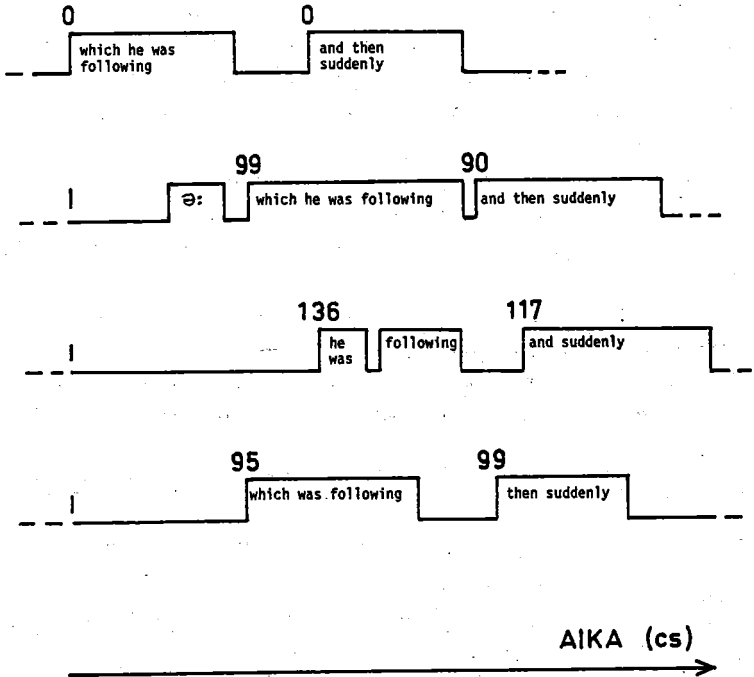 0 0
which he was following
and then suddenly
99 90
ə: which he was following and then suddenly
136 117
he was
following
and suddenly
95 99
which was following then suddenly
AIKA (cs)